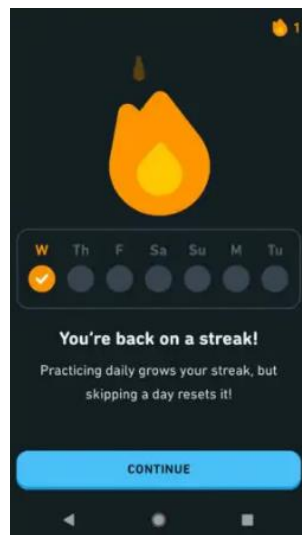 1
W Th F Sa Su M Tu
You're back on a streak!
Practicing daily grows your streak, but
skipping a day resets it!
CONTINUE